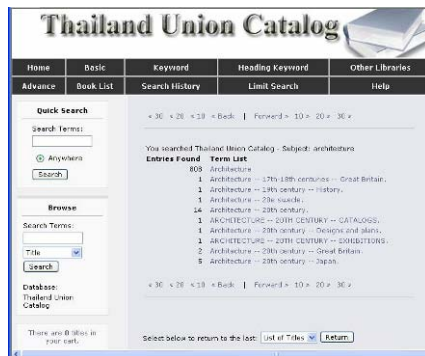 Thailand Union Catalog
Home Basic Keyword Heading Keyword Other Libraries
Advance Book List Search History Limit Search Help
Quick Search
Search Terms:
Anywhere
Search
Browse
Search Terms:
Title
Search
Database:
Thailand Union
Catalog
There are 0 titles in
your cart.
< 30 < 20 < 10 < Back | Forward > 10 > 20 > 30 >
You searched Thailand Union Catalog - Subject: architecture
Entries Found Term List
808 Architecture
1 Architecture -- 17th-18th centuries -- Great Britain.
1 Architecture -- 19th century -- History.
1 Architecture -- 20e siecle.
14 Architecture -- 20th century.
1 ARCHITECTURE -- 20TH CENTURY -- CATALOGS.
1 Architecture -- 20th century -- Designs and plans.
1 ARCHITECTURE -- 20TH CENTURY -- EXHIBITIONS.
2 Architecture -- 20th century -- Great Britain.
5 Architecture -- 20th century -- Japan.
< 30 < 20 < 10 < Back | Forward > 10 > 20 > 30 >
Select below to return to the last: List of Titles Return